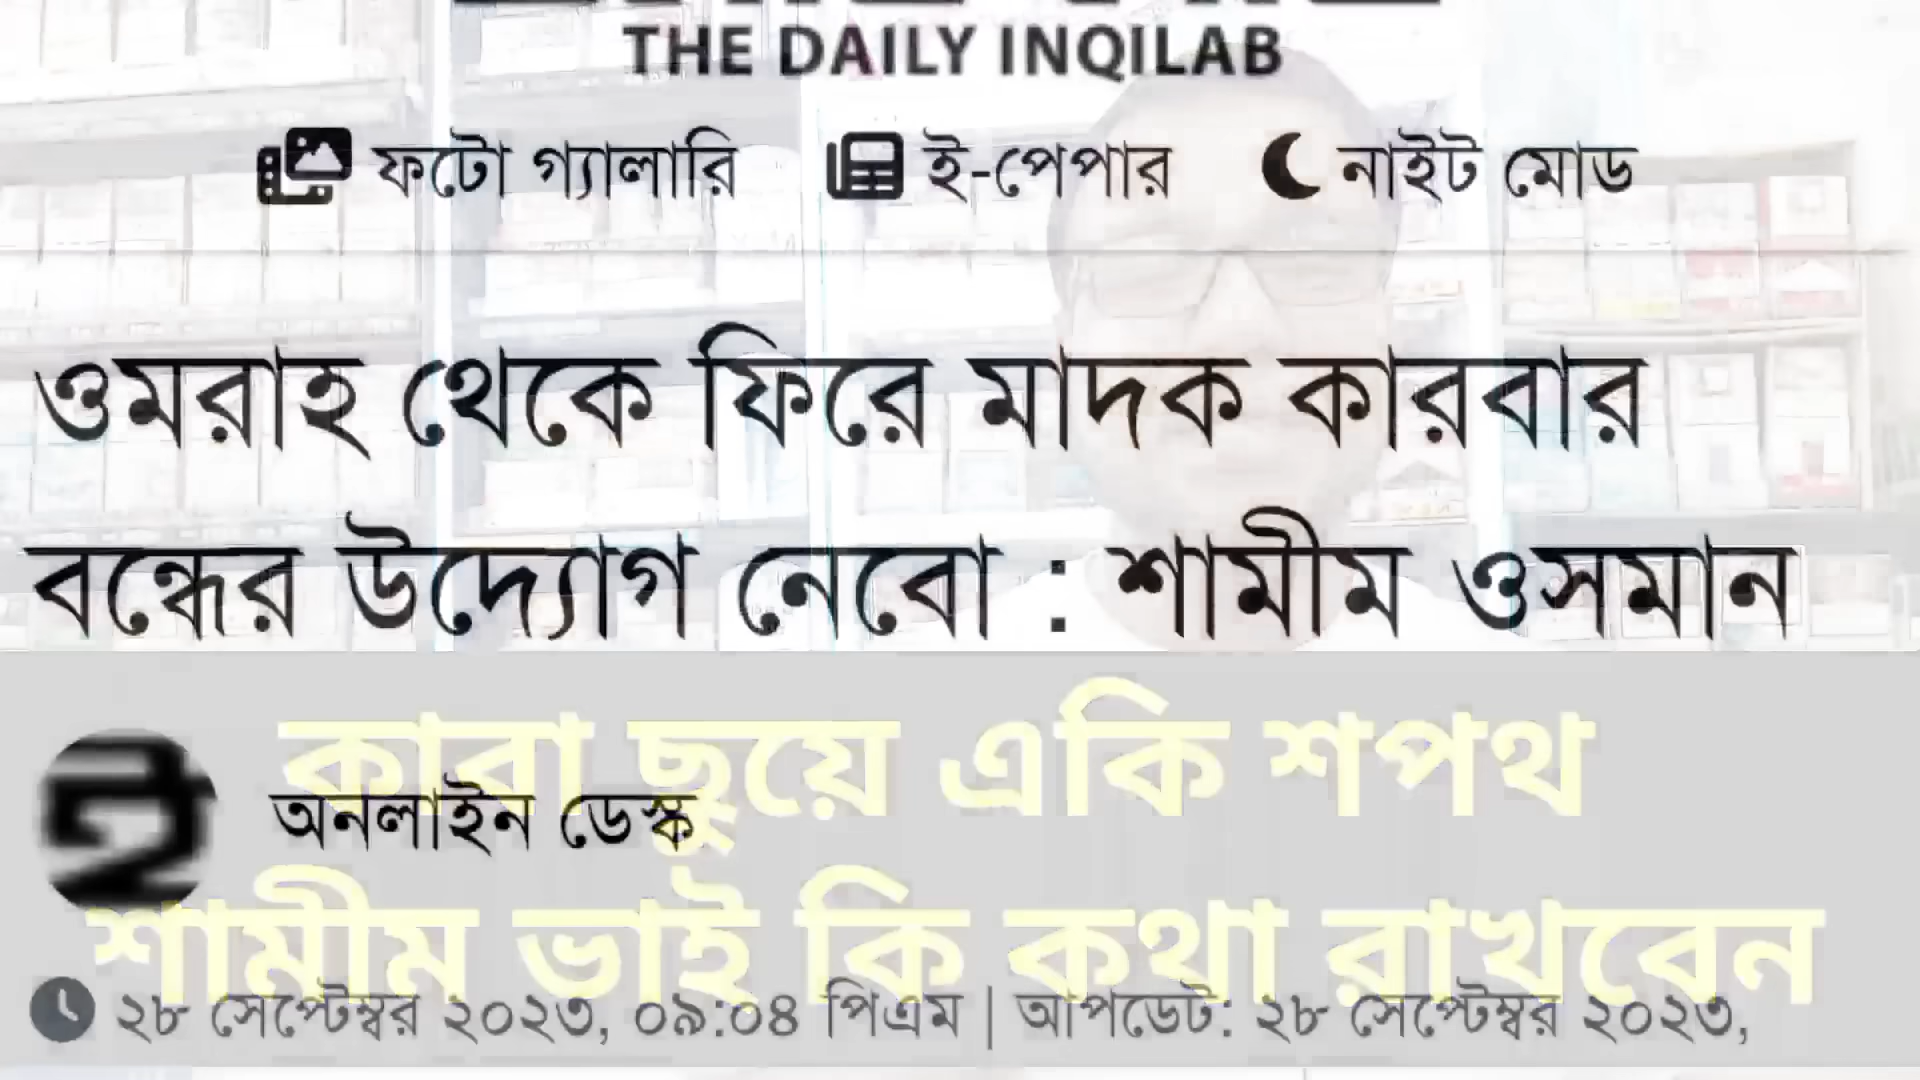 THE DAILY INQILAB
ফটো গ্যালারি ই-পেপার নাইট মোড
ওমরাহ থেকে ফিরে মাদক কারবার
বন্ধের উদ্যোগ নেবো : শামীম ওসমান
কাবা ছুয়ে একি শপথ
অনলাইন ডেস্ক
শামীম ভাই কি কথা রাখবেন
২৮ সেপ্টেম্বর ২০২৩, ০৯:০৪ পিএম | আপডেট: ২৮ সেপ্টেম্বর ২০২৩,